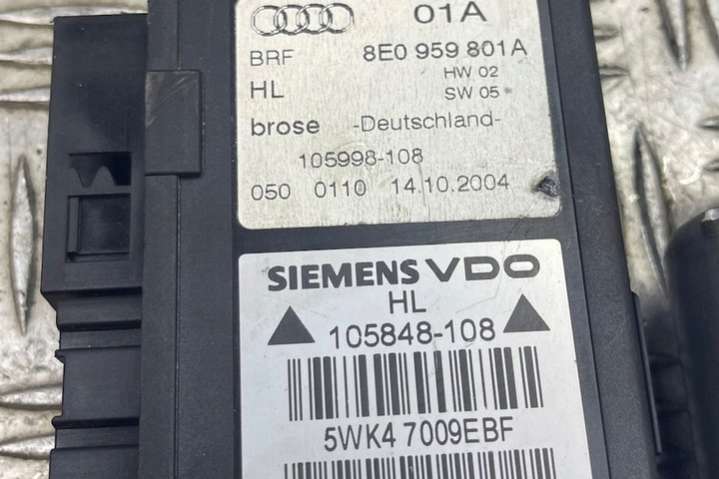 01A
BRF 8E0 959 801A
HL HW 02
SW 05
brose -Deutschland-
105998-108
050 0110 14.10.2004
SIEMENS VDO
HL
105848-108
5WK4 7009EBF